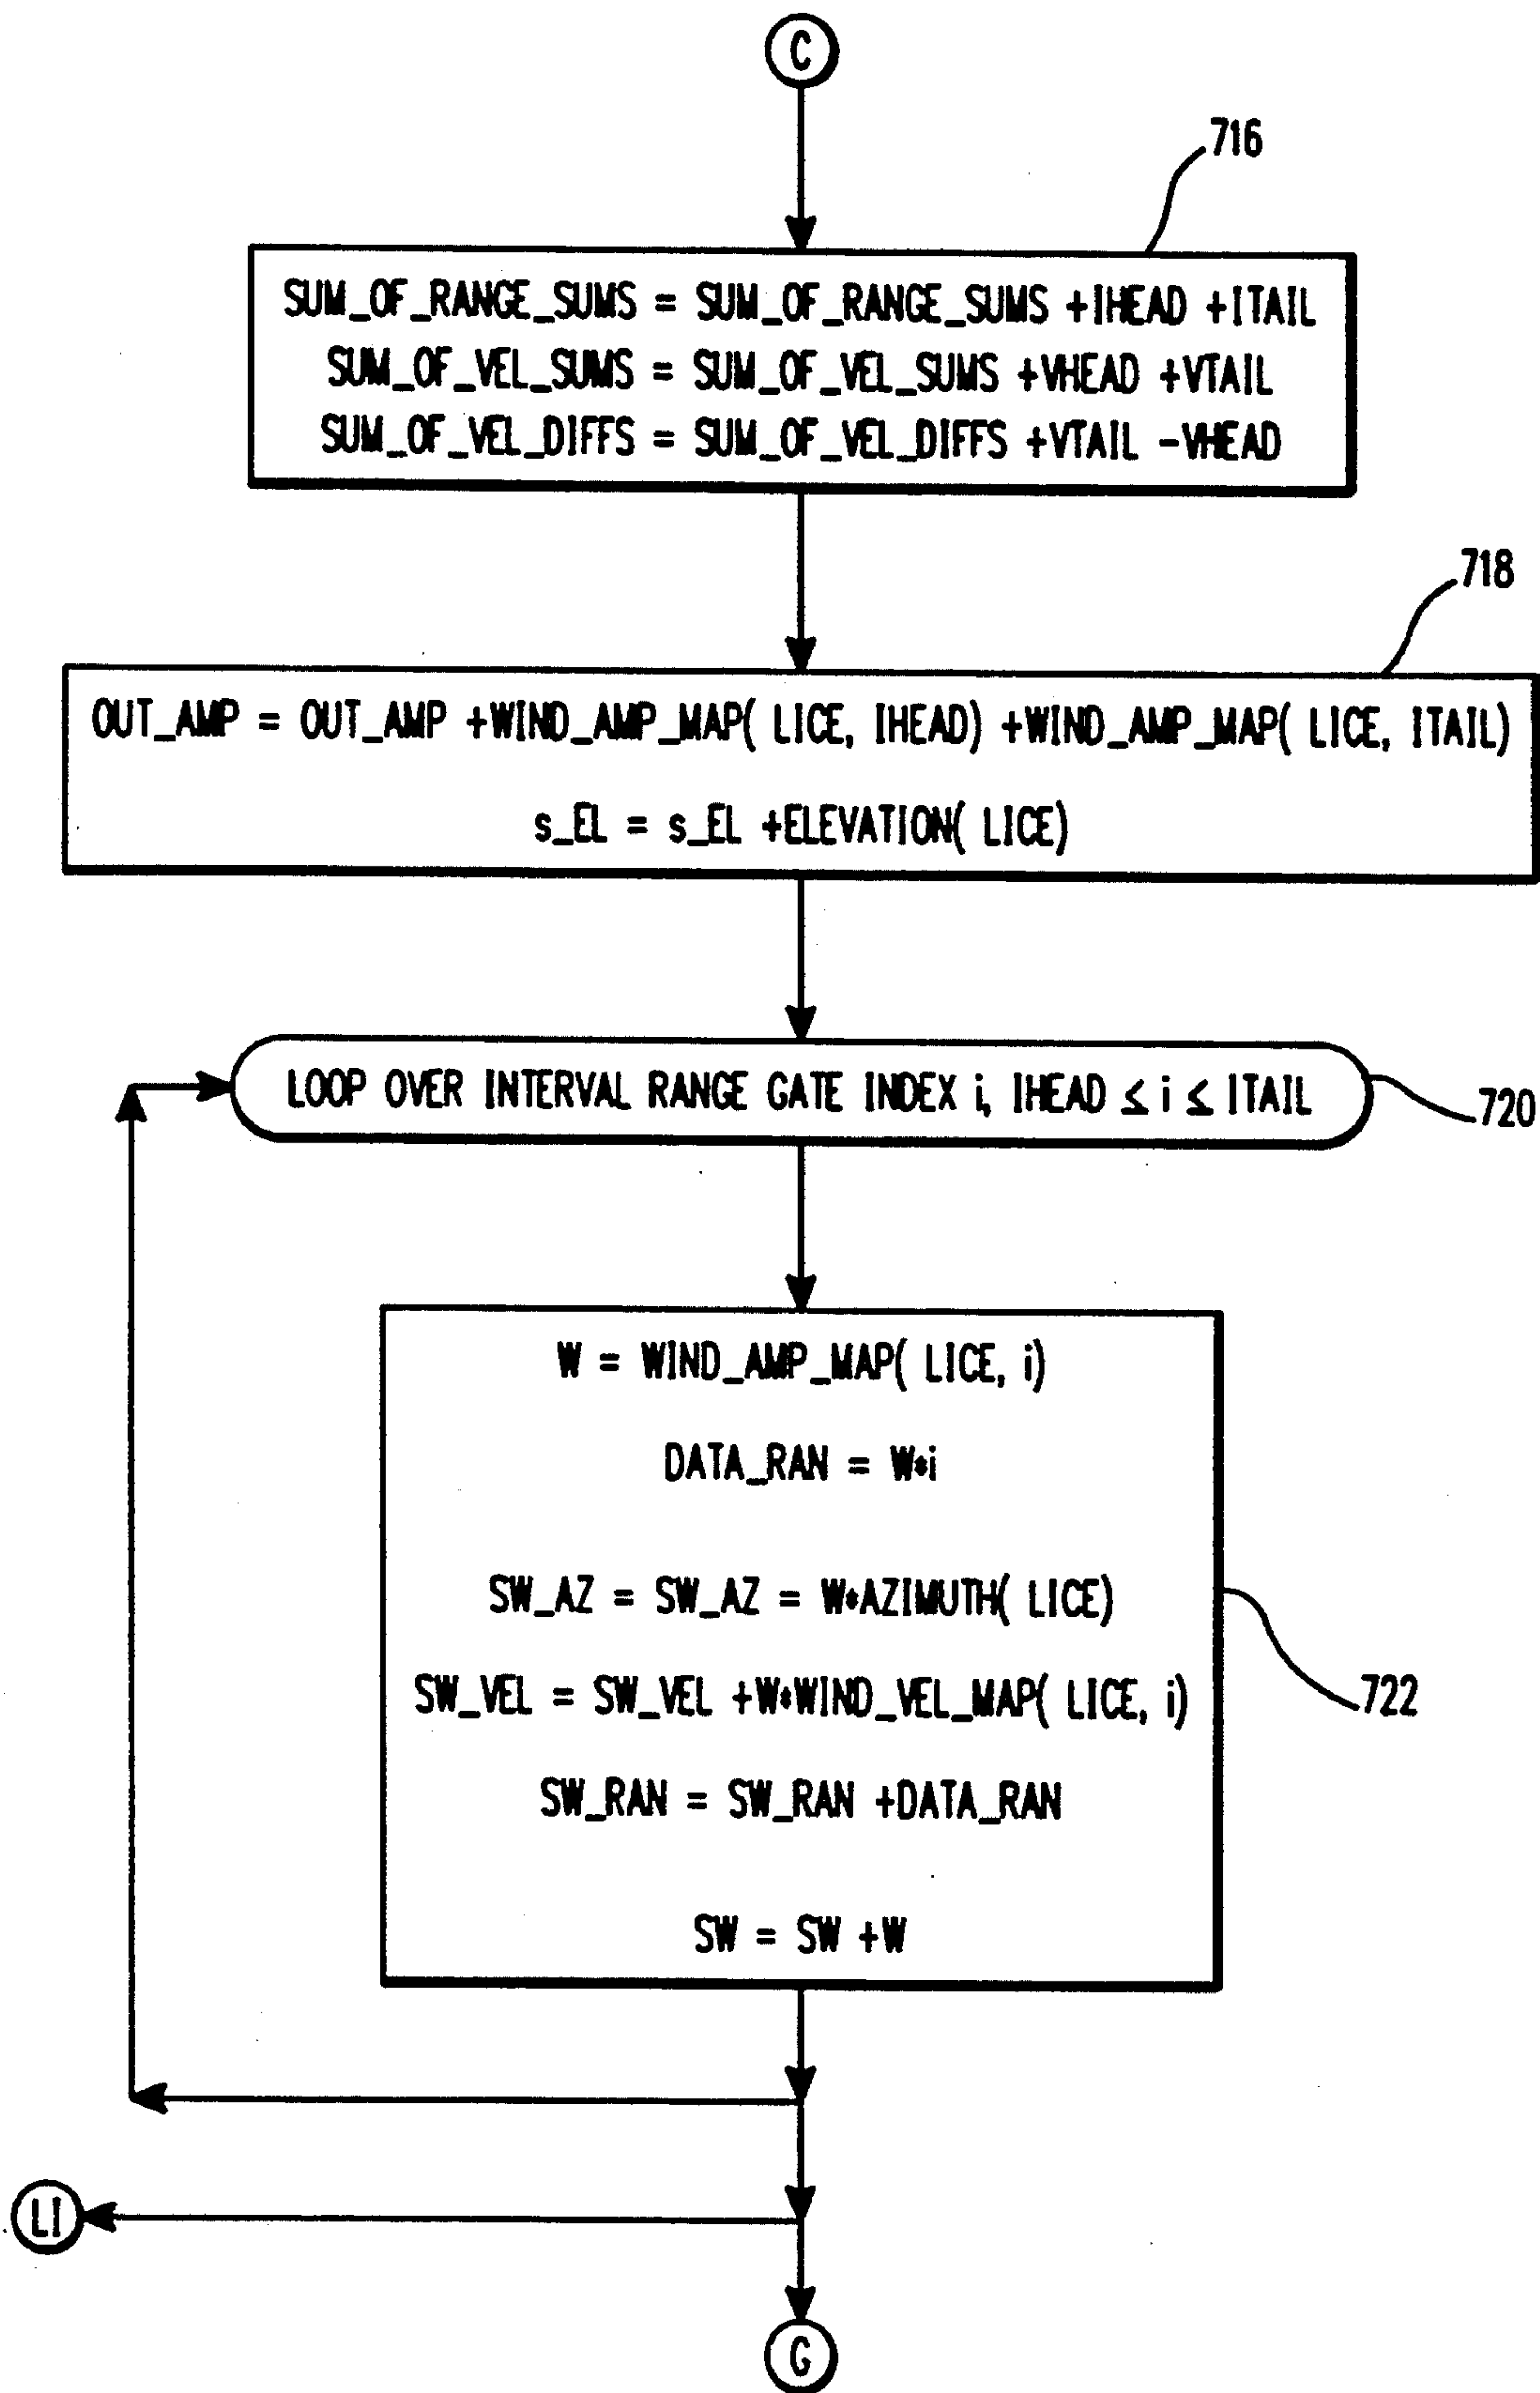 C
716
SUM_OF_RANGE_SUMS = SUM_OF_RANGE_SUMS +IHEAD +ITAIL
SUM_OF_VEL_SUMS = SUM_OF_VEL_SUMS +VHEAD +VTAIL
SUM_OF_VEL_DIFFS = SUM_OF_VEL_DIFFS +VTAIL -VHEAD
718
OUT_AMP = OUT_AMP +WIND_AMP_MAP( LICE, IHEAD) +WIND_AMP_MAP( LICE, ITAIL)
s_EL = s_EL +ELEVATION( LICE)
LOOP OVER INTERVAL RANGE GATE INDEX i, IHEAD ≤ i ≤ ITAIL
720
W = WIND_AMP_MAP( LICE, i)
DATA_RAN = W*i
SW_AZ = SW_AZ = W*AZIMUTH( LICE)
SW_VEL = SW_VEL +W*WIND_VEL_MAP( LICE, i)
722
SW_RAN = SW_RAN +DATA_RAN
SW = SW +W
LI
G